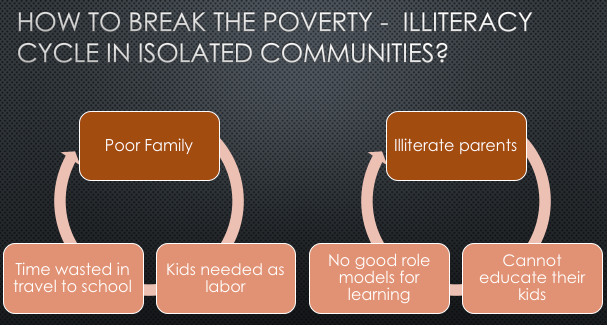 HOW TO BREAK THE POVERTY - ILLITERACY
CYCLE IN ISOLATED COMMUNITIES?
Poor Family
Time wasted in
travel to school
Kids needed as
labor
Illiterate parents
No good role
models for
learning
Cannot
educate their
kids